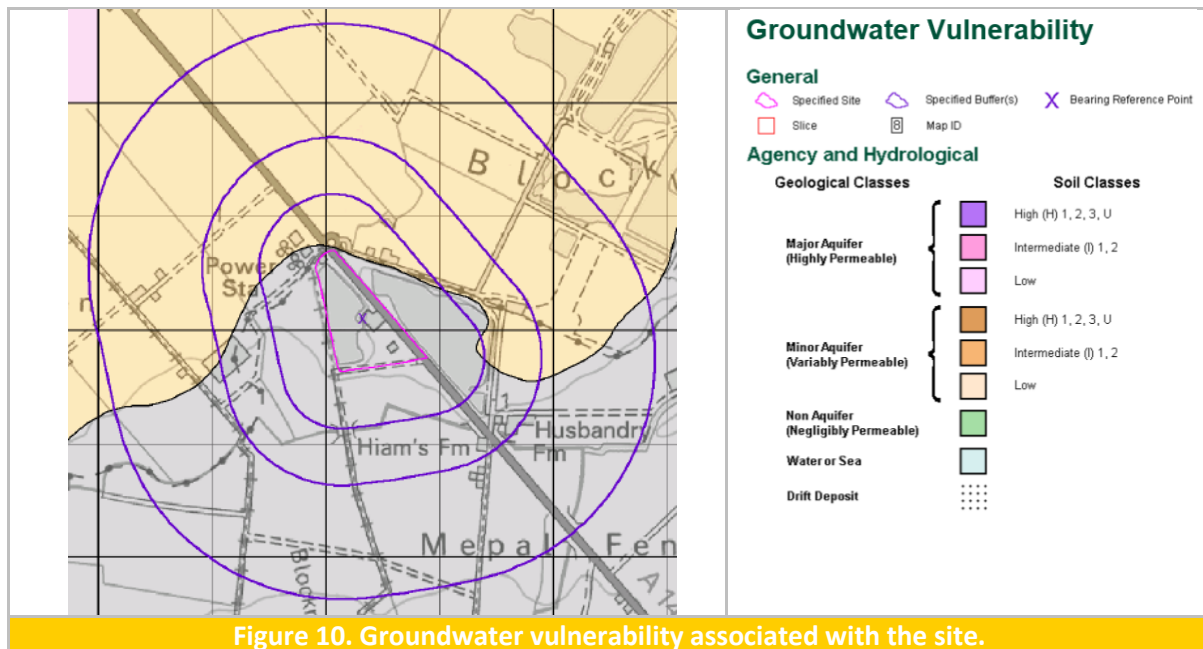 Block
Power
Sta
n
x
Hiam's Fm
Husbandry
Fm
Mepal Fen
Block
A 1
Groundwater Vulnerability
General
Specified Site Specified Buffer(s) X Bearing Reference Point
Slice 8 Map ID
Agency and Hydrological
Geological Classes Soil Classes
High (H) 1, 2, 3, U
Major Aquifer
(Highly Permeable)
Intermediate (I) 1, 2
Low
High (H) 1, 2, 3, U
Minor Aquifer
(Variably Permeable)
Intermediate (I) 1, 2
Low
Non Aquifer
(Negligibly Permeable)
Water or Sea
Drift Deposit
Figure 10. Groundwater vulnerability associated with the site.